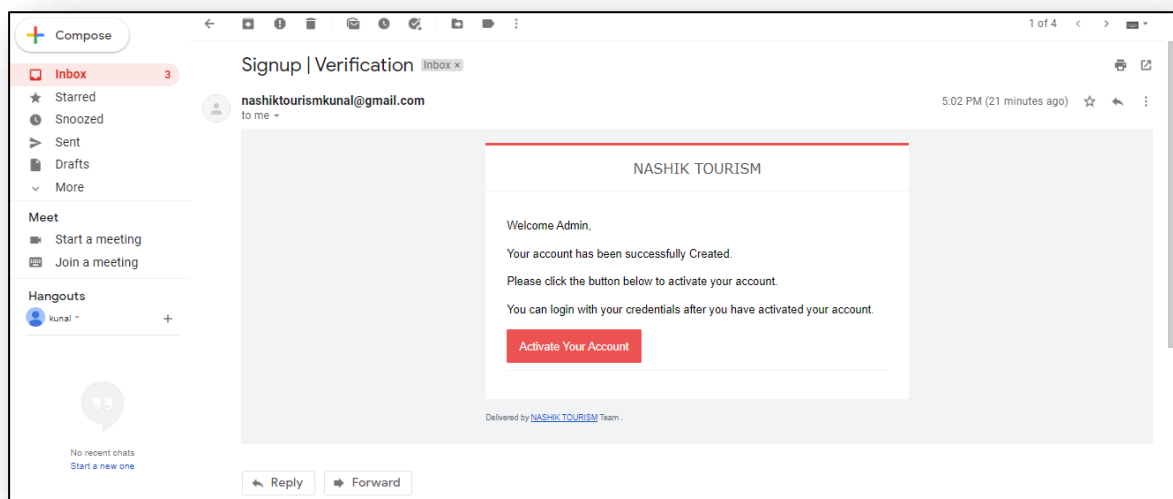 Compose
1 of 4
Inbox 3
Starred
Snoozed
Sent
Drafts
More
Meet
Start a meeting
Join a meeting
Hangouts
kunal
No recent chats
Start a new one
Signup | Verification Inbox ×
nashiktourismkunal@gmail.com 5:02 PM (21 minutes ago)
to me
NASHIK TOURISM
Welcome Admin,
Your account has been successfully Created.
Please click the button below to activate your account.
You can login with your credentials after you have activated your account.
Activate Your Account
Delivered by NASHIK TOURISM Team .
Reply Forward